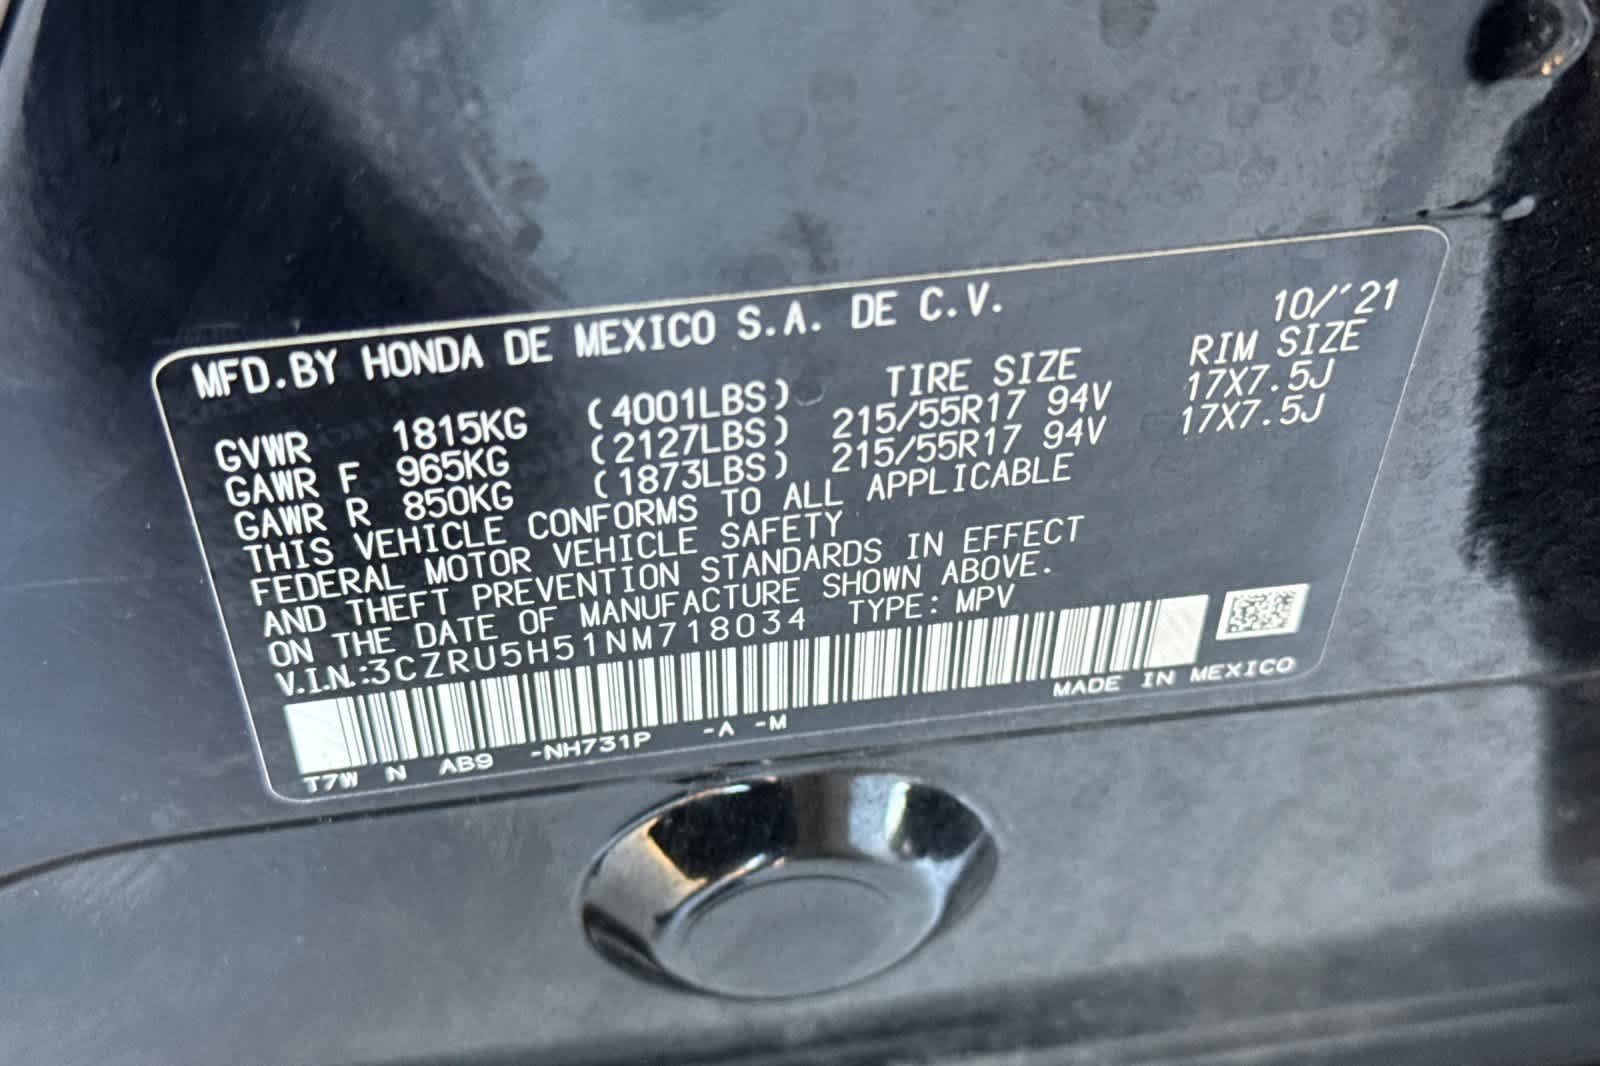 MFD.BY HONDA DE MEXICO S.A. DE C.V. 10/'21
TIRE SIZE RIM SIZE
GVWR 1815KG (4001LBS) 215/55R17 94V 17X7.5J
GAWR F 965KG (2127LBS) 215/55R17 94V 17X7.5J
GAWR R 850KG (1873LBS)
THIS VEHICLE CONFORMS TO ALL APPLICABLE
FEDERAL MOTOR VEHICLE SAFETY
AND THEFT PREVENTION STANDARDS IN EFFECT
ON THE DATE OF MANUFACTURE SHOWN ABOVE.
V.I.N.:3CZRU5H51NM718034 TYPE: MPV
MADE IN MEXICO
T7W N AB9 -NH731P -A -M